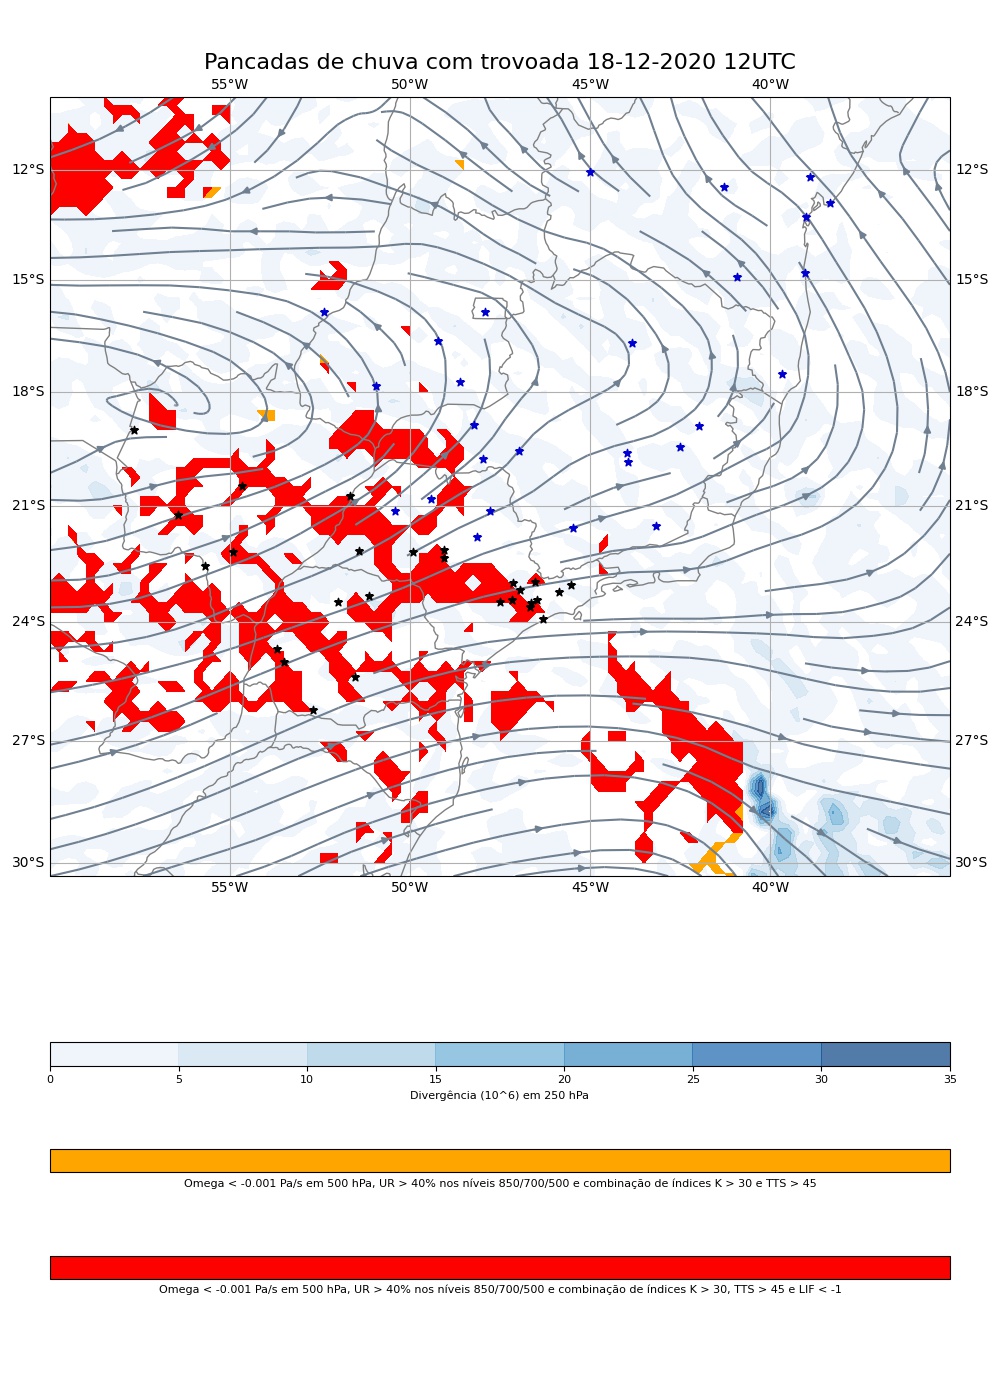 Pancadas de chuva com trovoada 18-12-2020 12UTC
55°W 50°W 45°W 40°W
12°S 12°S
15°S 15°S
18°S 18°S
21°S 21°S
24°S 24°S
27°S 27°S
30°S 30°S
55°W 50°W 45°W 40°W
0 5 10 15 20 25 30 35
Divergência (10^6) em 250 hPa
Omega < -0.001 Pa/s em 500 hPa, UR > 40% nos níveis 850/700/500 e combinação de índices K > 30 e TTS > 45
Omega < -0.001 Pa/s em 500 hPa, UR > 40% nos níveis 850/700/500 e combinação de índices K > 30, TTS > 45 e LIF < -1